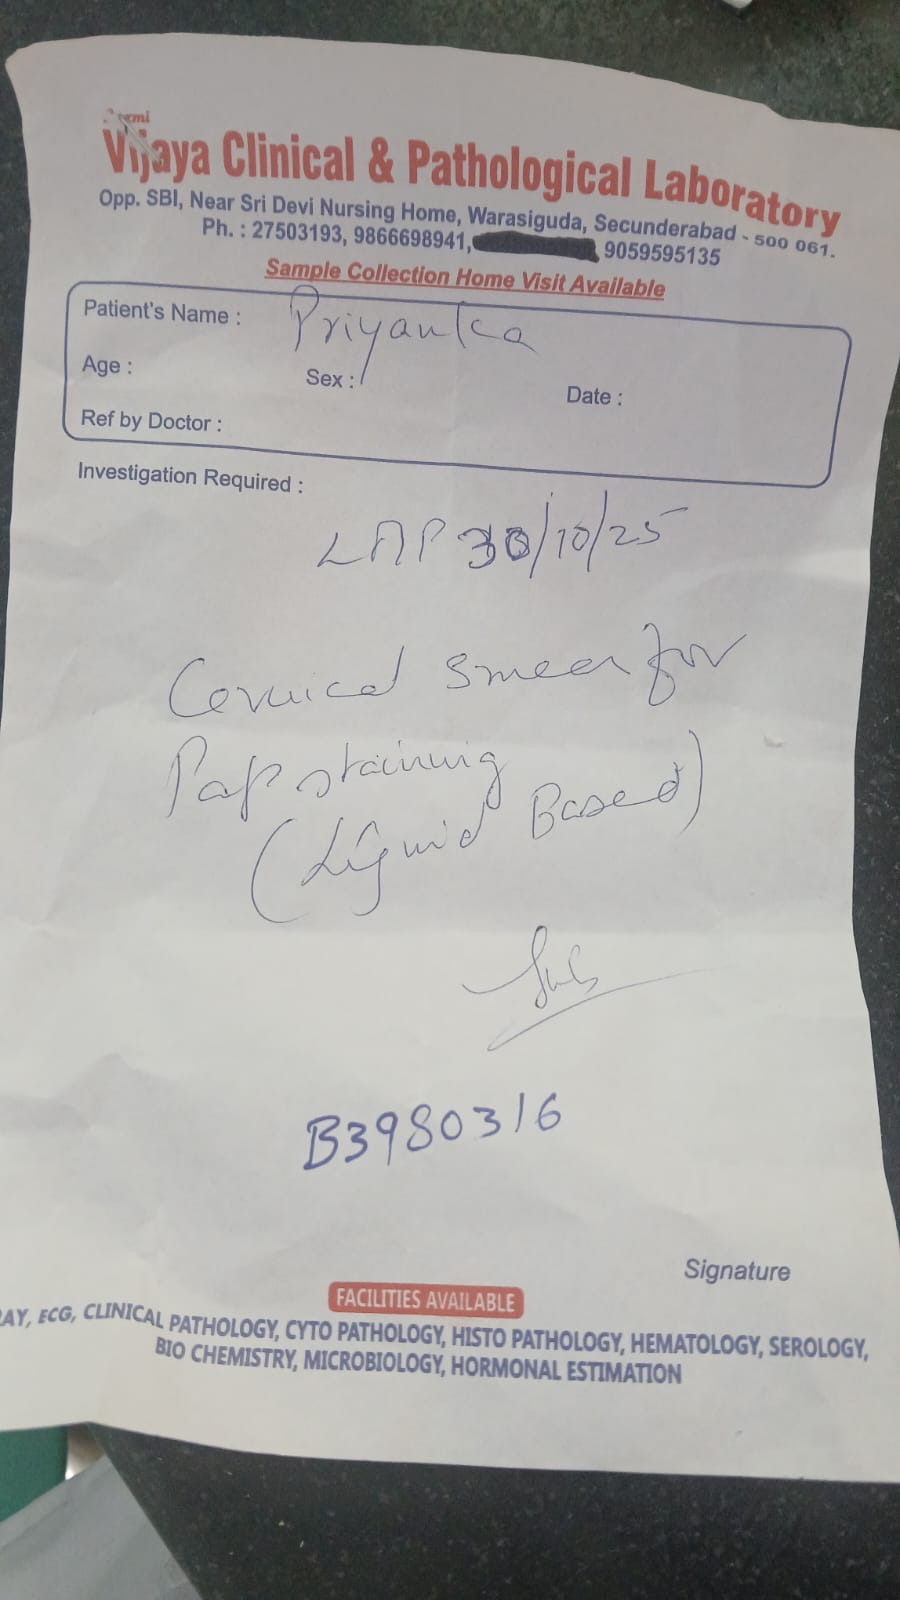 Vijaya Clinical & Pathological Laboratory
Opp. SBI, Near Sri Devi Nursing Home, Warasiguda, Secunderabad - 500 061.
Ph. : 27503193, 9866698941, 9059595135
Sample Collection Home Visit Available
Patient's Name : Priyanka
Age : Sex : Date :
Ref by Doctor :
Investigation Required :
LMP 30/10/25
Cervical smear for
Pap staining
(Liquid Based)
B3980316
Signature
FACILITIES AVAILABLE
RAY, ECG, CLINICAL PATHOLOGY, CYTO PATHOLOGY, HISTO PATHOLOGY, HEMATOLOGY, SEROLOGY,
BIO CHEMISTRY, MICROBIOLOGY, HORMONAL ESTIMATION